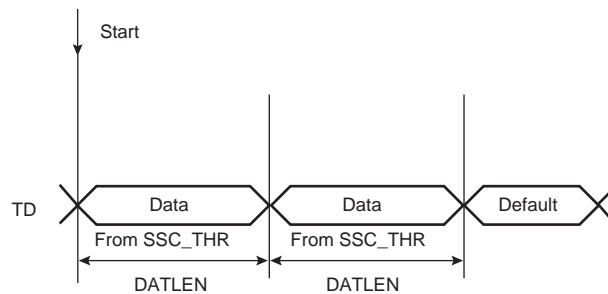 Start
TD
Data
Data
Default
From SSC_THR
From SSC_THR
DATLEN
DATLEN